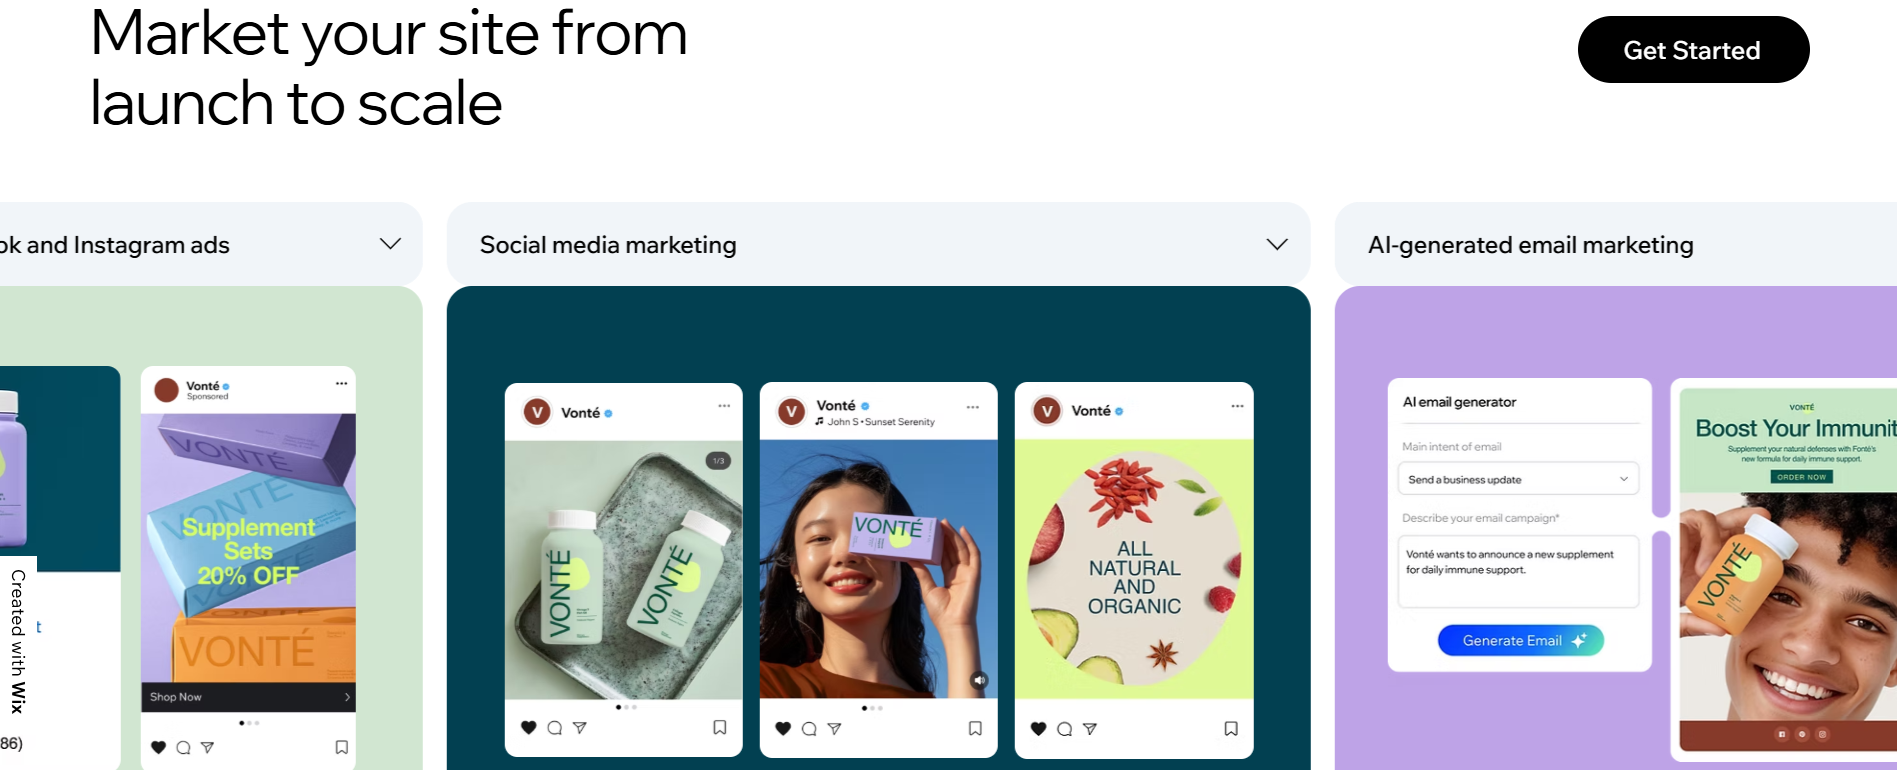 Market your site from
launch to scale
Get Started
ok and Instagram ads
Social media marketing
AI-generated email marketing
Vonté
Sponsored
VONTÉ
VONTÉ
Supplement
Sets
20% OFF
VONTÉ
Shop Now
Created with Wix
t
86)
V
Vonté
1/3
VONTÉ
VONTÉ
V
Vonté
John S • Sunset Serenity
VONTÉ
V
Vonté
ALL
NATURAL
AND
ORGANIC
AI email generator
Main intent of email
Send a business update
Describe your email campaign*
Vonté wants to announce a new supplement
for daily immune support.
Generate Email
VONTÉ
Boost Your Immunit
Supplement your natural defenses with Fonté's
new formula for daily immune support.
ORDER NOW
VONTÉ